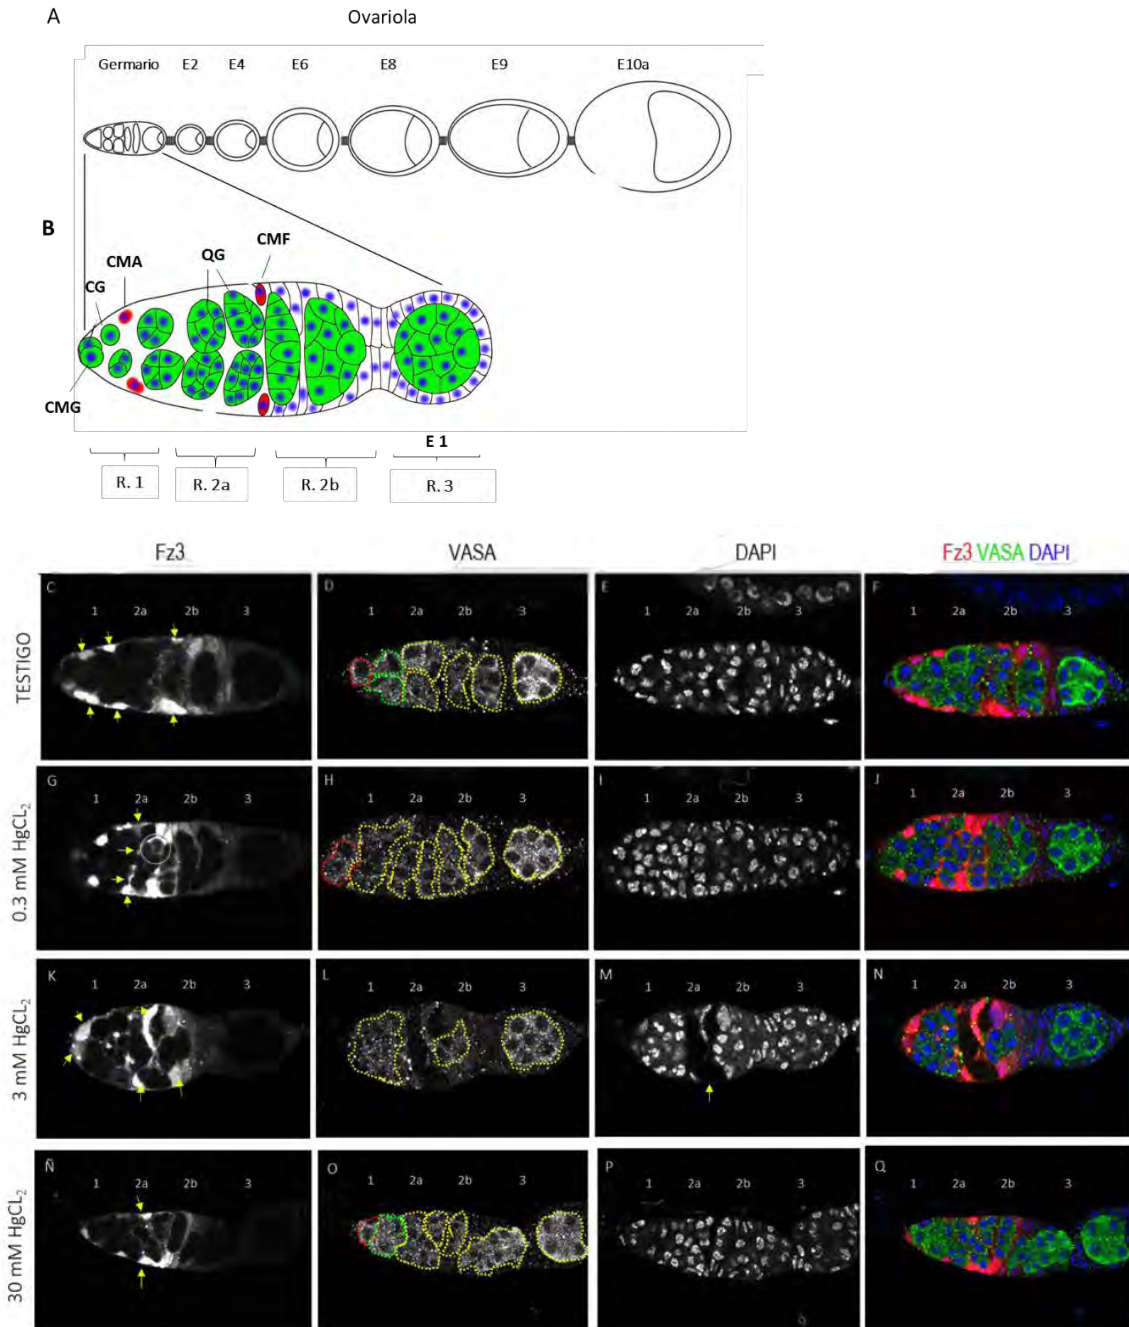 A
Ovariola
Germario E2 E4 E6 E8 E9 E10a
B
CMF
QG
CMA
CG
CMG
E 1
R. 1 R. 2a R. 2b R. 3
Fz3 VASA DAPI Fz3 VASA DAPI
TESTIGO
C D E F
1 2a 2b 3 1 2a 2b 3 1 2a 2b 3 1 2a 2b 3
0.3 mM HgCL₂
G H I J
1 2a 2b 3 1 2a 2b 3 1 2a 2b 3 1 2a 2b 3
3 mM HgCL₂
K L M N
1 2a 2b 3 1 2a 2b 3 1 2a 2b 3 1 2a 2b 3
30 mM HgCL₂
Ñ O P Q
1 2a 2b 3 1 2a 2b 3 1 2a 2b 3 1 2a 2b 3